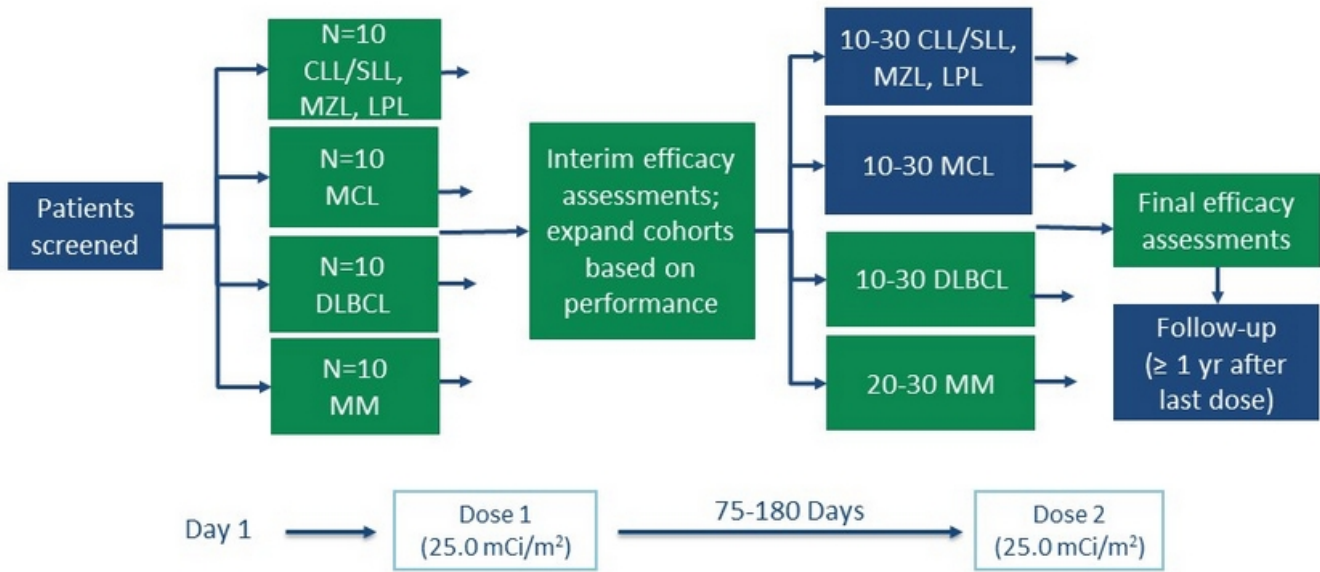 Patients
screened
N=10
CLL/SLL,
MZL, LPL
N=10
MCL
N=10
DLBCL
N=10
MM
Interim efficacy
assessments;
expand cohorts
based on
performance
10-30 CLL/SLL,
MZL, LPL
10-30 MCL
10-30 DLBCL
20-30 MM
Final efficacy
assessments
Follow-up
(≥ 1 yr after
last dose)
Day 1
Dose 1
(25.0 mCi/m²)
75-180 Days
Dose 2
(25.0 mCi/m²)